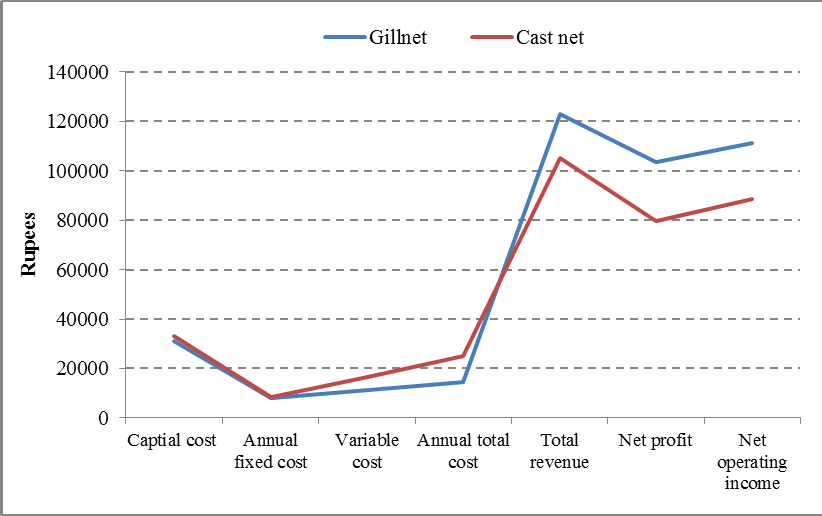 Gillnet Cast net
140000
120000
100000
80000
60000
40000
20000
0
Rupees
Captial cost
Annual
fixed cost
Variable
cost
Annual total
cost
Total
revenue
Net profit
Net
operating
income